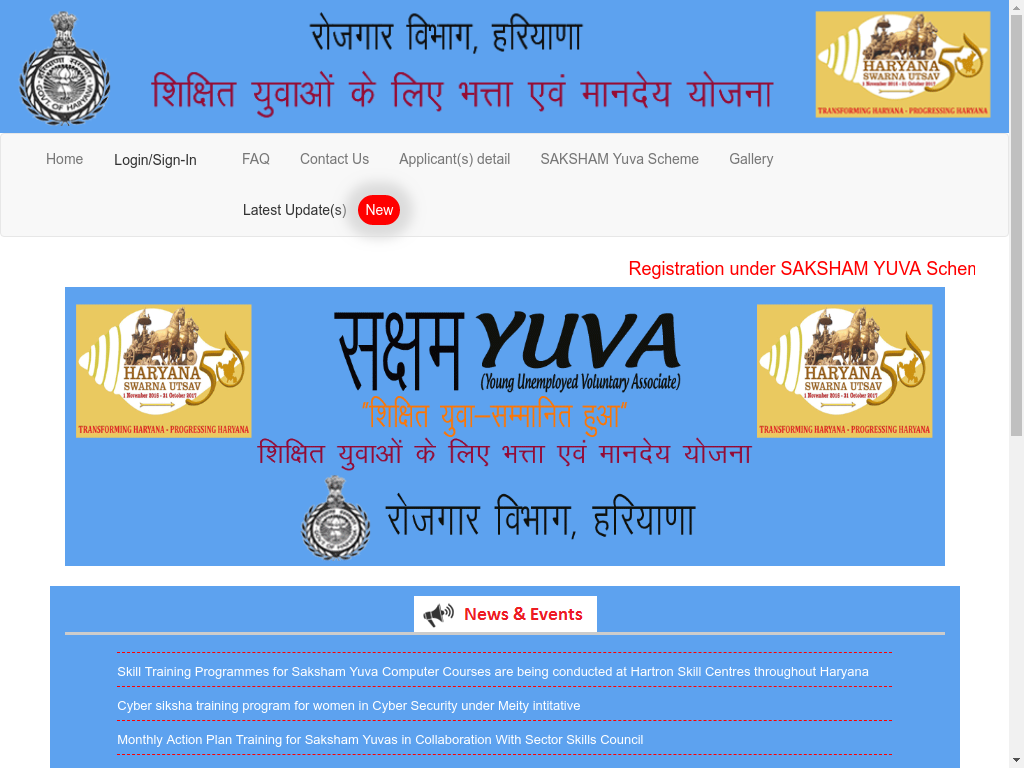 रोजगार विभाग, हरियाणा
शिक्षित युवाओं के लिए भत्ता एवं मानदेय योजना
GOVT. OF HARYANA
HARYANA
SWARNA UTSAV
1 November 2016 - 31 October 2017
TRANSFORMING HARYANA - PROGRESSING HARYANA
Home Login/Sign-In FAQ Contact Us Applicant(s) detail SAKSHAM Yuva Scheme Gallery
Latest Update(s) New
Registration under SAKSHAM YUVA Schem
HARYANA
SWARNA UTSAV
1 November 2016 - 31 October 2017
TRANSFORMING HARYANA - PROGRESSING HARYANA
सक्षम YUVA
(Young Unemployed Voluntary Associate)
"शिक्षित युवा–सम्मानित हुआ"
HARYANA
SWARNA UTSAV
1 November 2016 - 31 October 2017
TRANSFORMING HARYANA - PROGRESSING HARYANA
शिक्षित युवाओं के लिए भत्ता एवं मानदेय योजना
रोजगार विभाग, हरियाणा
News & Events
Skill Training Programmes for Saksham Yuva Computer Courses are being conducted at Hartron Skill Centres throughout Haryana
Cyber siksha training program for women in Cyber Security under Meity intitative
Monthly Action Plan Training for Saksham Yuvas in Collaboration With Sector Skills Council